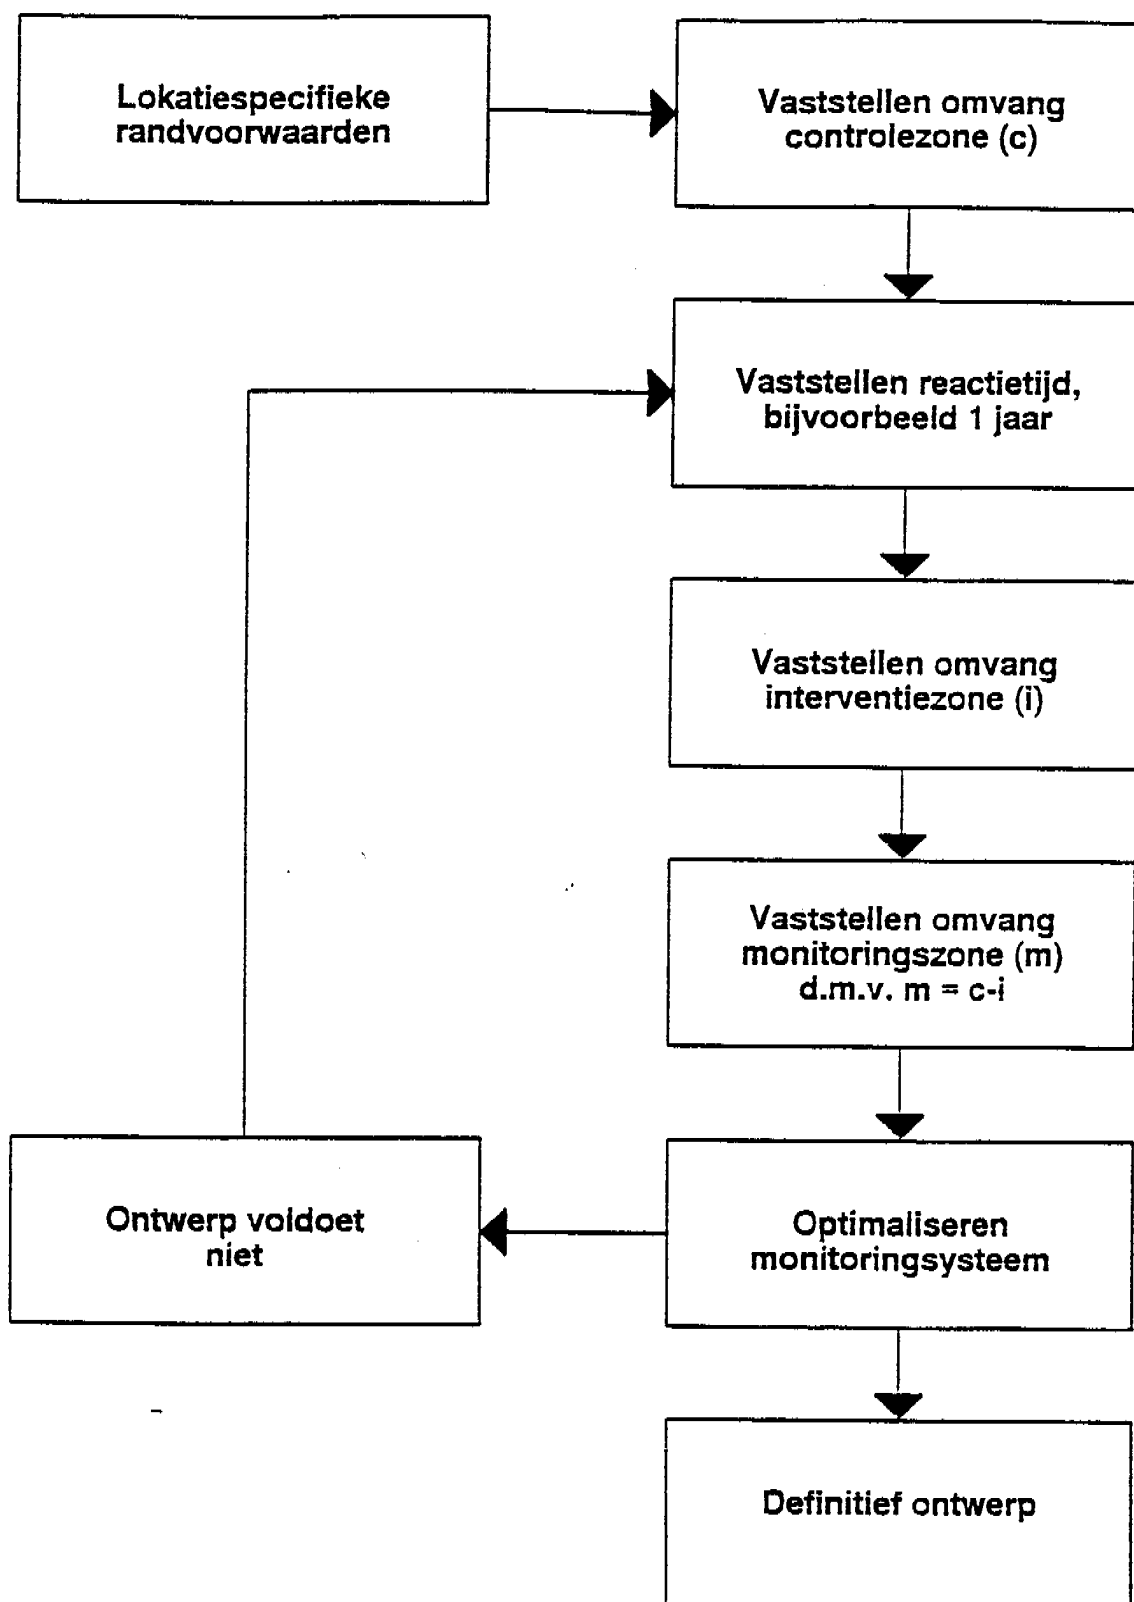 Lokatiespecifieke
randvoorwaarden
Vaststellen omvang
controlezone (c)
Vaststellen reactietijd,
bijvoorbeeld 1 jaar
Vaststellen omvang
interventiezone (i)
Vaststellen omvang
monitoringszone (m)
d.m.v. m = c-i
Ontwerp voldoet
niet
Optimaliseren
monitoringsysteem
Definitief ontwerp